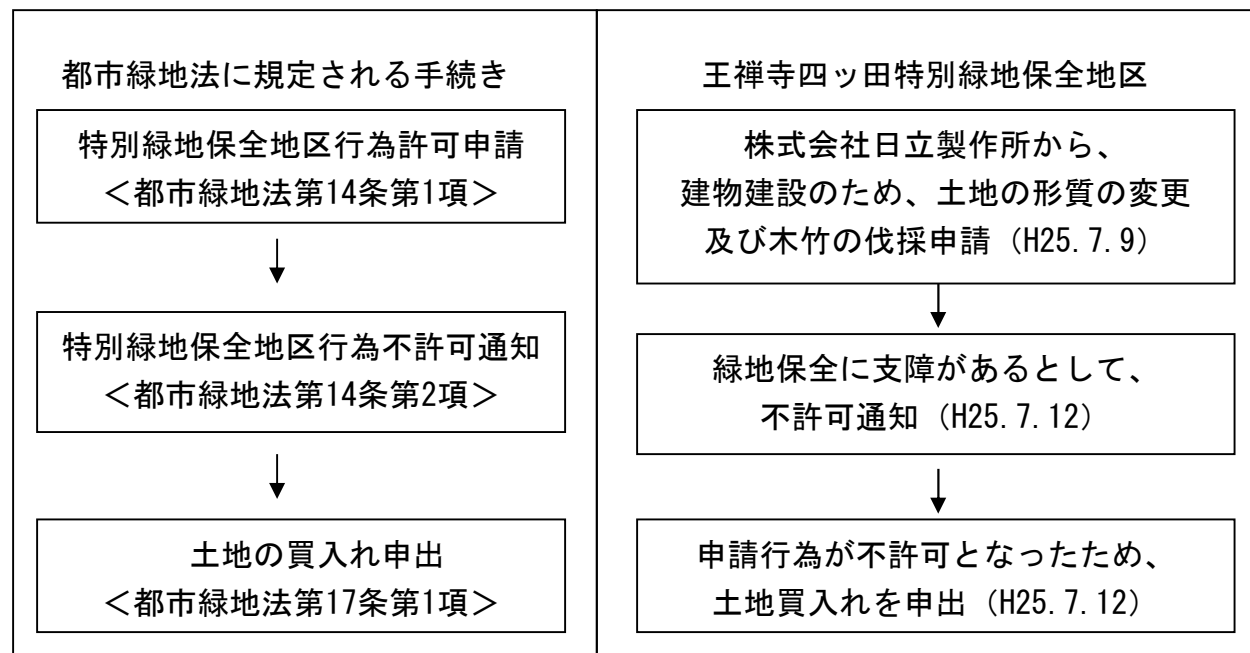 都市緑地法に規定される手続き
特別緑地保全地区行為許可申請
＜都市緑地法第14条第1項＞
特別緑地保全地区行為不許可通知
＜都市緑地法第14条第2項＞
土地の買入れ申出
＜都市緑地法第17条第1項＞
王禅寺四ッ田特別緑地保全地区
株式会社日立製作所から、
建物建設のため、土地の形質の変更
及び木竹の伐採申請（H25.7.9）
緑地保全に支障があるとして、
不許可通知（H25.7.12）
申請行為が不許可となったため、
土地買入れを申出（H25.7.12）